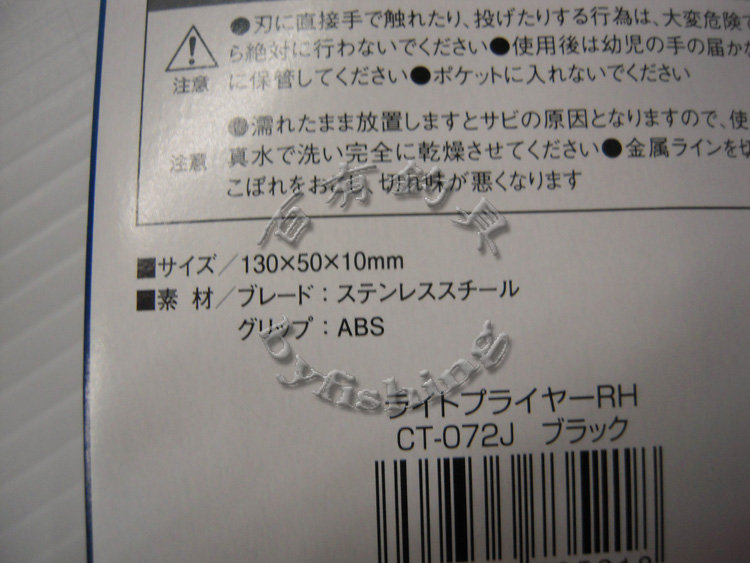 ●刃に直接手で触れたり、投げたりする行為は、大変危険で
ら絶対に行わないでください●使用後は幼児の手の届かな
注意 に保管してください●ポケットに入れないでください
●濡れたまま放置しますとサビの原因となりますので、使
注意 真水で洗い完全に乾燥させてください●金属ラインを切
こぼれをおこし、切れ味が悪くなります
百有釣具
■サイズ/130×50×10mm
■素 材/ブレード:ステンレススチール
グリップ:ABS
byfishing
ライトプライヤーRH
CT-072J ブラック